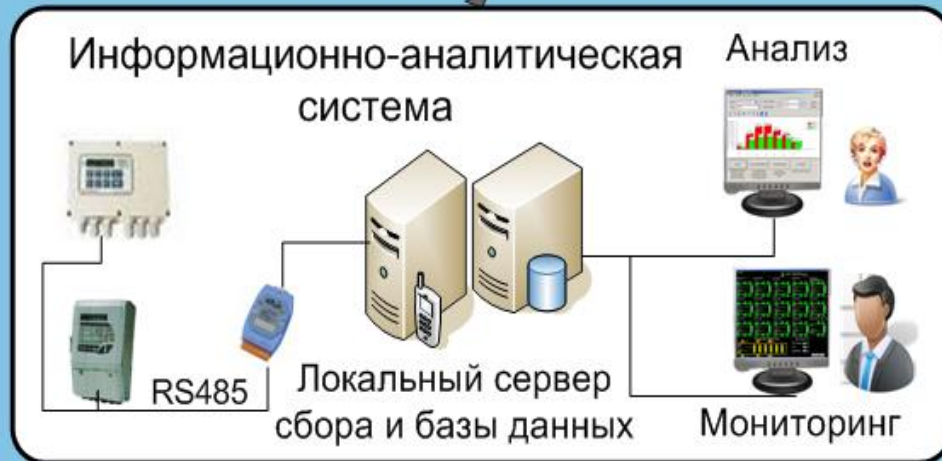 Информационно-аналитическая
система
Анализ
RS485
Локальный сервер
сбора и базы данных
Мониторинг